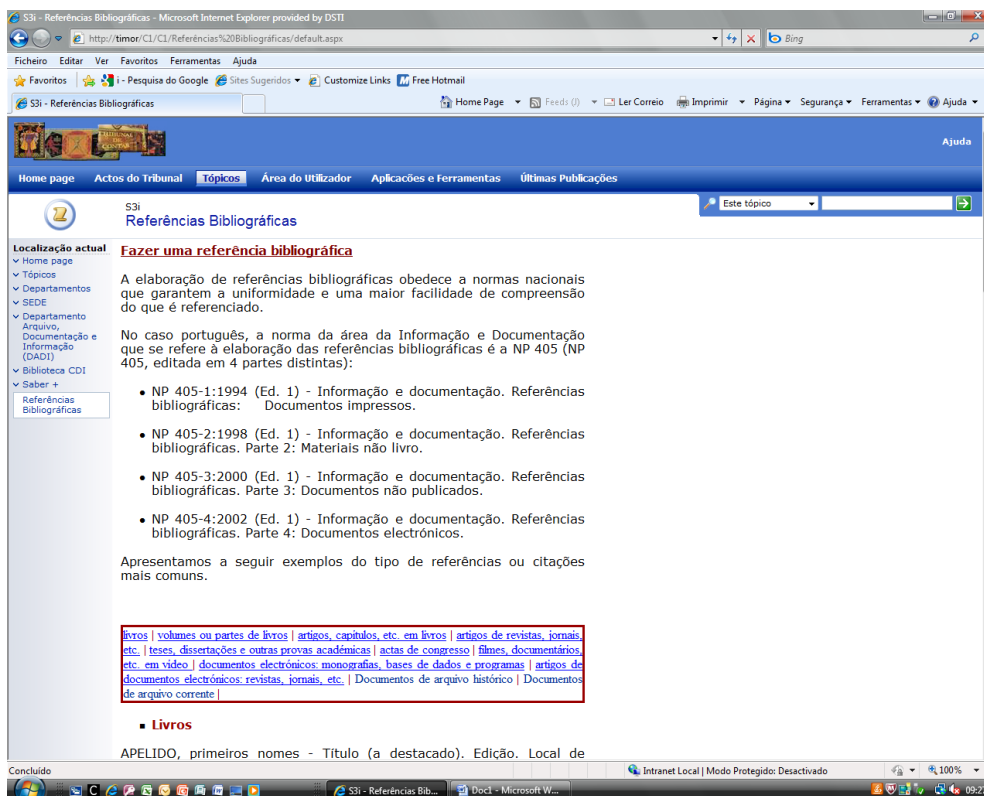 S3i - Referências Bibliográficas - Microsoft Internet Explorer provided by DSTI
http://timor/C1/C1/Referências%20Bibliográficas/default.aspx
Bing
Ficheiro Editar Ver Favoritos Ferramentas Ajuda
Favoritos i - Pesquisa do Google Sites Sugeridos Customize Links Free Hotmail
S3i - Referências Bibliográficas
Home Page Feeds (J) Ler Correio Imprimir Página Segurança Ferramentas Ajuda
TRIBUNAL
DE
CONTAS
Ajuda
Home page Actos do Tribunal Tópicos Área do Utilizador Aplicacões e Ferramentas Últimas Publicações
S3i
Referências Bibliográficas
Este tópico
Localização actual
Home page
Tópicos
Departamentos
SEDE
Departamento
Arquivo,
Documentação e
Informação
(DADI)
Biblioteca CDI
Saber +
Referências
Bibliográficas
Fazer uma referência bibliográfica
A elaboração de referências bibliográficas obedece a normas nacionais
que garantem a uniformidade e uma maior facilidade de compreensão
do que é referenciado.
No caso português, a norma da área da Informação e Documentação
que se refere à elaboração das referências bibliográficas é a NP 405 (NP
405, editada em 4 partes distintas):
• NP 405-1:1994 (Ed. 1) - Informação e documentação. Referências
bibliográficas: Documentos impressos.
• NP 405-2:1998 (Ed. 1) - Informação e documentação. Referências
bibliográficas. Parte 2: Materiais não livro.
• NP 405-3:2000 (Ed. 1) - Informação e documentação. Referências
bibliográficas. Parte 3: Documentos não publicados.
• NP 405-4:2002 (Ed. 1) - Informação e documentação. Referências
bibliográficas. Parte 4: Documentos electrónicos.
Apresentamos a seguir exemplos do tipo de referências ou citações
mais comuns.
livros | volumes ou partes de livros | artigos, capitulos, etc. em livros | artigos de revistas, jornais,
etc. | teses, dissertações e outras provas académicas | actas de congresso | filmes, documentários,
etc. em video | documentos electrónicos: monografias, bases de dados e programas | artigos de
documentos electrónicos: revistas, jornais, etc. | Documentos de arquivo histórico | Documentos
de arquivo corrente |
▪ Livros
APELIDO, primeiros nomes - Título (a destacado). Edição. Local de
Concluído
Intranet Local | Modo Protegido: Desactivado
100%
S3i - Referências Bib...
Doc1 - Microsoft W...
09:27